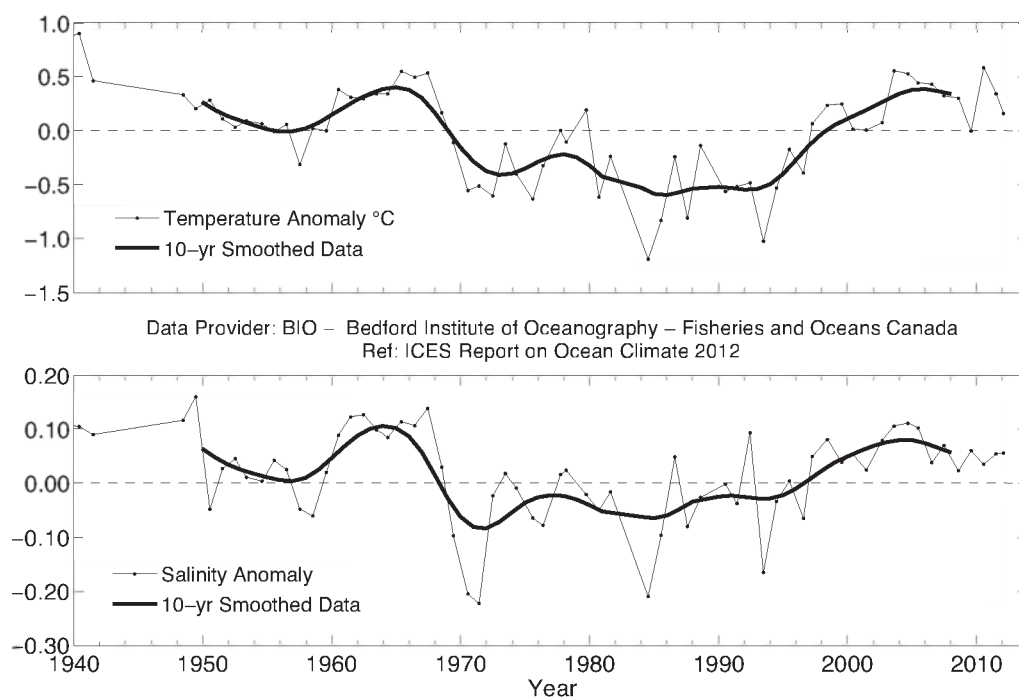 1.0
0.5
0.0
−0.5
−1.0
−1.5
Temperature Anomaly °C
10−yr Smoothed Data
Data Provider: BIO − Bedford Institute of Oceanography − Fisheries and Oceans Canada
Ref: ICES Report on Ocean Climate 2012
0.20
0.10
0.00
−0.10
−0.20
−0.30
Salinity Anomaly
10−yr Smoothed Data
1940 1950 1960 1970 1980 1990 2000 2010
Year